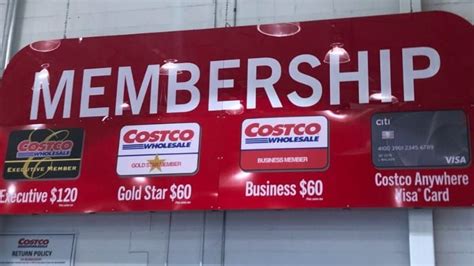 MEMBERSHIP
COSTCO
WHOLESALE
EXECUTIVE MEMBER
Executive $120
COSTCO
WHOLESALE
GOLD STAR MEMBER
Gold Star $60
COSTCO
WHOLESALE
BUSINESS MEMBER
Business $60
citi
VISA
Costco Anywhere
Visa Card
COSTCO
WHOLESALE
RETURN POLICY